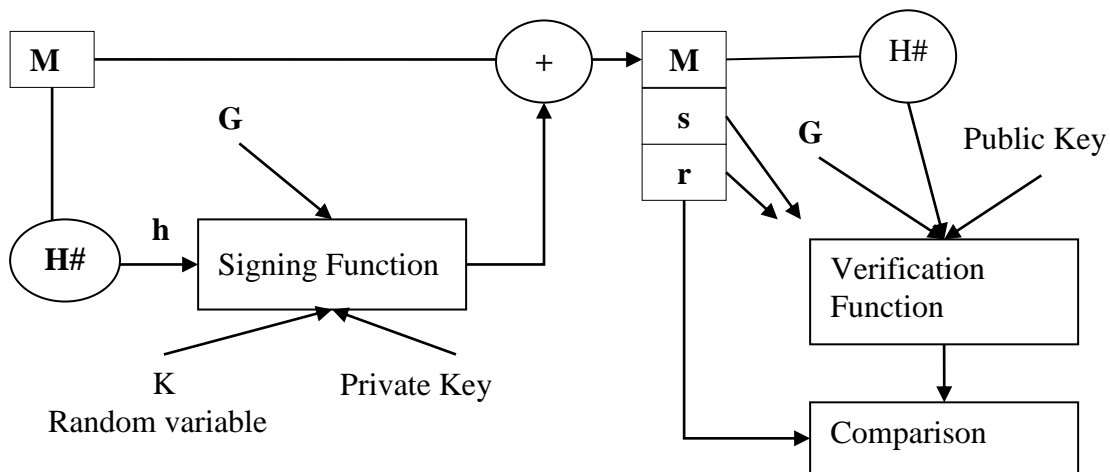 M
+
M
H#
s
G
G
Public Key
r
h
H#
Signing Function
Verification
Function
K
Private Key
Random variable
Comparison